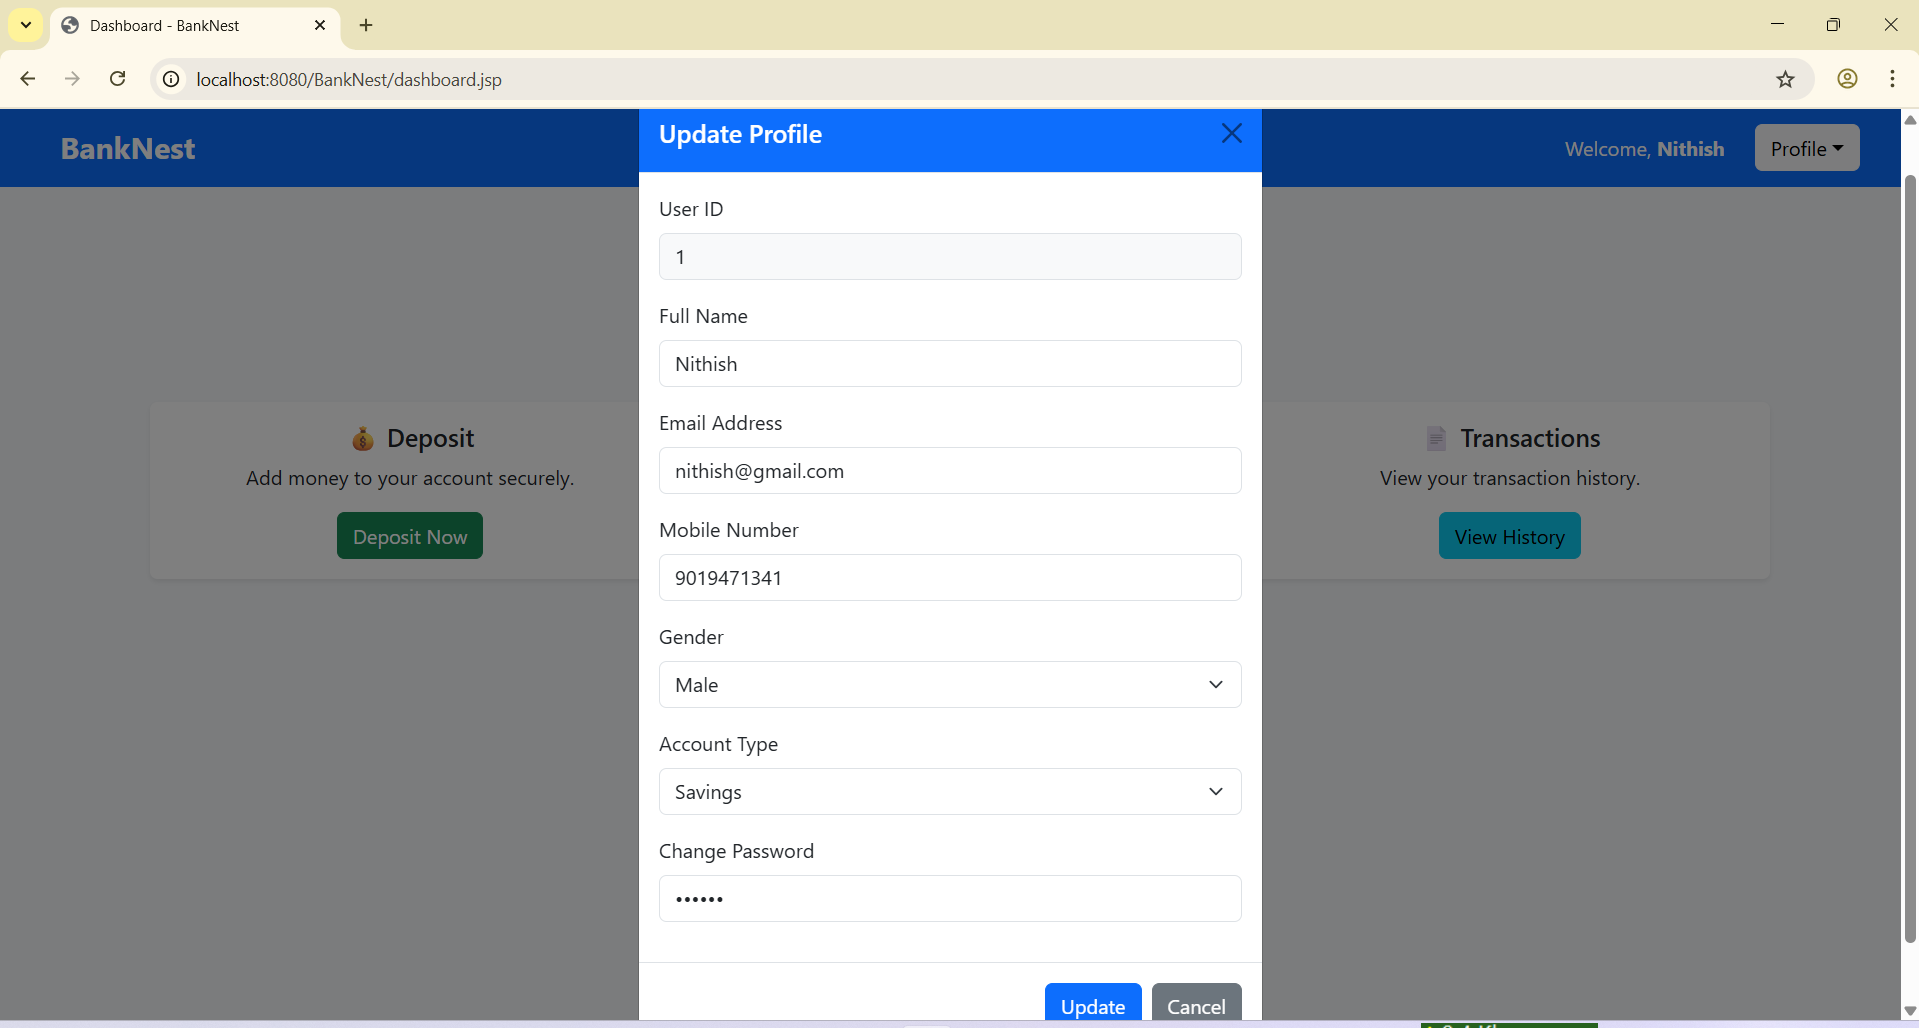 Dashboard - BankNest
localhost:8080/BankNest/dashboard.jsp
BankNest
Update Profile
Welcome, Nithish
Profile
User ID
1
Full Name
Nithish
Email Address
nithish@gmail.com
Mobile Number
9019471341
Gender
Male
Account Type
Savings
Change Password
••••••
Update
Cancel
Deposit
Add money to your account securely.
Deposit Now
Transactions
View your transaction history.
View History